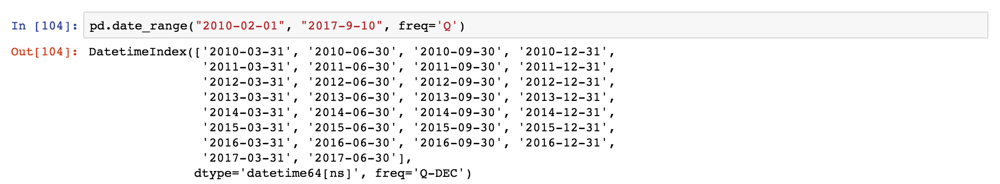 In [104]: pd.date_range("2010-02-01", "2017-9-10", freq='Q')
Out[104]: DatetimeIndex(['2010-03-31', '2010-06-30', '2010-09-30', '2010-12-31',
'2011-03-31', '2011-06-30', '2011-09-30', '2011-12-31',
'2012-03-31', '2012-06-30', '2012-09-30', '2012-12-31',
'2013-03-31', '2013-06-30', '2013-09-30', '2013-12-31',
'2014-03-31', '2014-06-30', '2014-09-30', '2014-12-31',
'2015-03-31', '2015-06-30', '2015-09-30', '2015-12-31',
'2016-03-31', '2016-06-30', '2016-09-30', '2016-12-31',
'2017-03-31', '2017-06-30'],
dtype='datetime64[ns]', freq='Q-DEC')